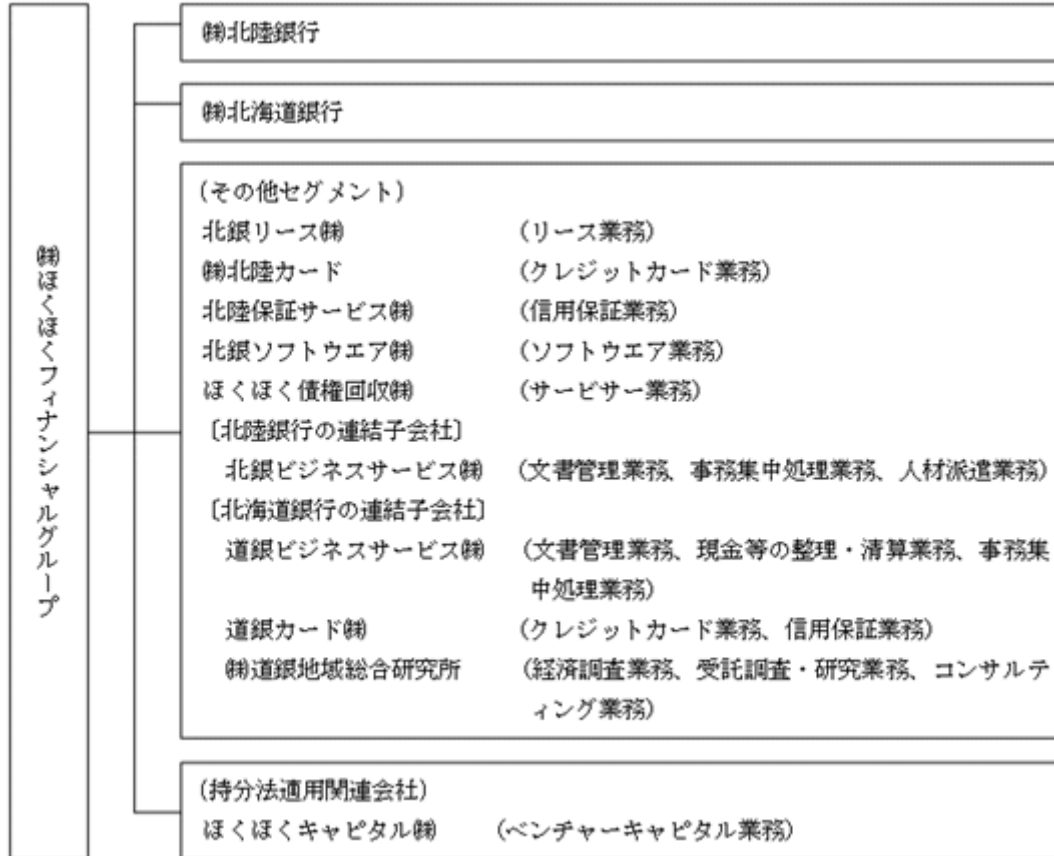 ㈱ほくほくフィナンシャルグループ
㈱北陸銀行
㈱北海道銀行
(その他セグメント)
北銀リース㈱ (リース業務)
㈱北陸カード (クレジットカード業務)
北陸保証サービス㈱ (信用保証業務)
北銀ソフトウエア㈱ (ソフトウエア業務)
ほくほく債権回収㈱ (サービサー業務)
〔北陸銀行の連結子会社〕
北銀ビジネスサービス㈱ (文書管理業務、事務集中処理業務、人材派遣業務)
〔北海道銀行の連結子会社〕
道銀ビジネスサービス㈱ (文書管理業務、現金等の整理・清算業務、事務集
中処理業務)
道銀カード㈱ (クレジットカード業務、信用保証業務)
㈱道銀地域総合研究所 (経済調査業務、受託調査・研究業務、コンサルテ
ィング業務)
(持分法適用関連会社)
ほくほくキャピタル㈱ (ベンチャーキャピタル業務)